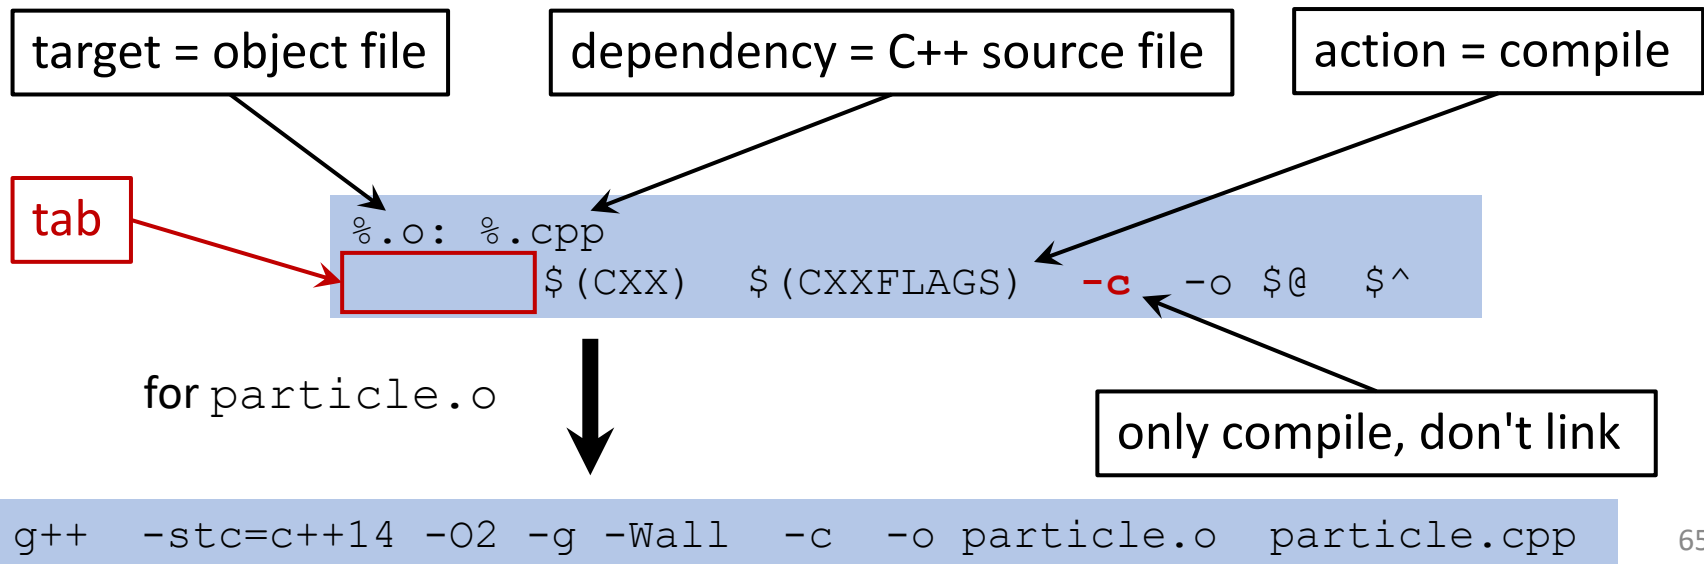 target = object file
dependency = C++ source file
action = compile
tab
%.o: %.cpp
$(CXX) $(CXXFLAGS) -c -o $@ $^
for particle.o
only compile, don't link
g++ -stc=c++14 -O2 -g -Wall -c -o particle.o particle.cpp
65